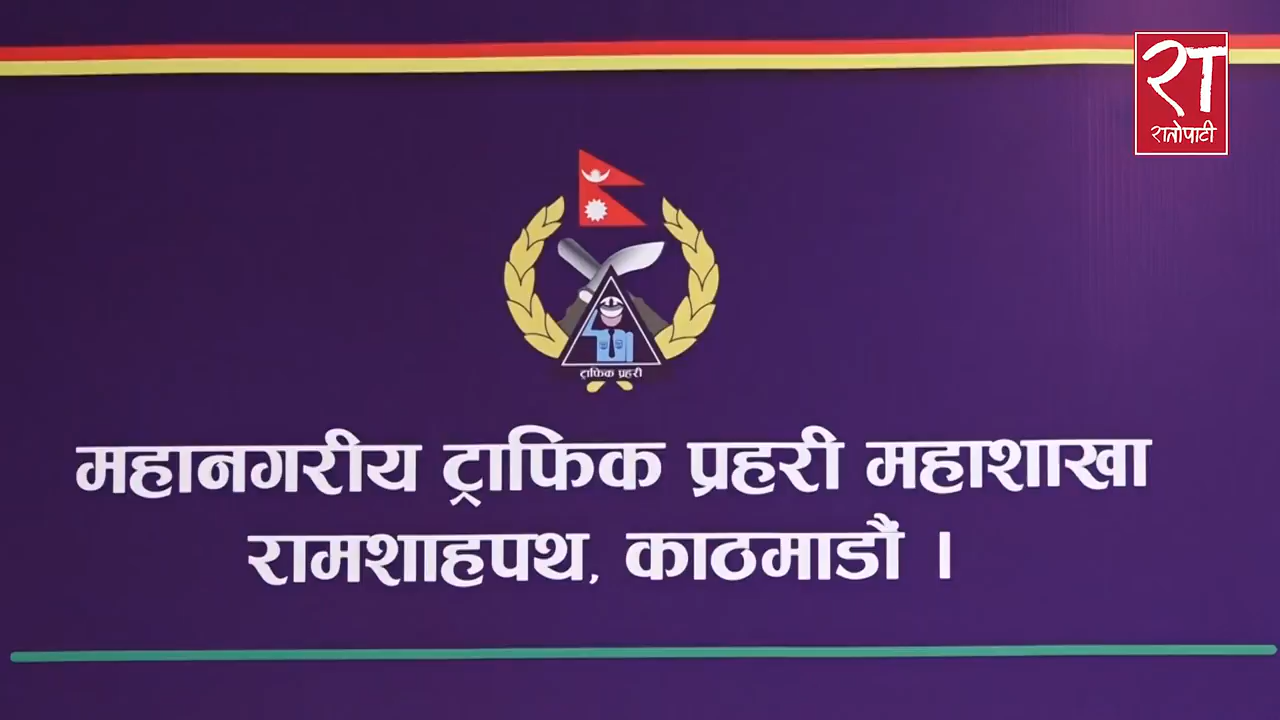 रा
रातोपाटी
ट्राफिक प्रहरी
महानगरीय ट्राफिक प्रहरी महाशाखा
रामशाहपथ, काठमाडौं ।